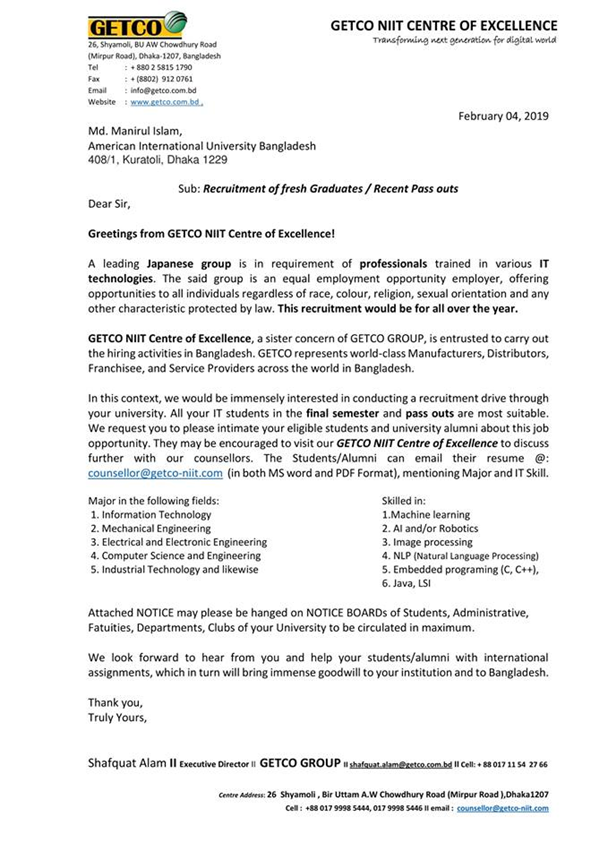 GETCO
26, Shyamoli, BU AW Chowdhury Road
(Mirpur Road), Dhaka-1207, Bangladesh
Tel : + 880 2 5815 1790
Fax : + (8802) 912 0761
Email : info@getco.com.bd
Website : www.getco.com.bd ,
GETCO NIIT CENTRE OF EXCELLENCE
Transforming next generation for digital world
February 04, 2019
Md. Manirul Islam,
American International University Bangladesh
408/1, Kuratoli, Dhaka 1229
Sub: Recruitment of fresh Graduates / Recent Pass outs
Dear Sir,
Greetings from GETCO NIIT Centre of Excellence!
A leading Japanese group is in requirement of professionals trained in various IT
technologies. The said group is an equal employment opportunity employer, offering
opportunities to all individuals regardless of race, colour, religion, sexual orientation and any
other characteristic protected by law. This recruitment would be for all over the year.
GETCO NIIT Centre of Excellence, a sister concern of GETCO GROUP, is entrusted to carry out
the hiring activities in Bangladesh. GETCO represents world-class Manufacturers, Distributors,
Franchisee, and Service Providers across the world in Bangladesh.
In this context, we would be immensely interested in conducting a recruitment drive through
your university. All your IT students in the final semester and pass outs are most suitable.
We request you to please intimate your eligible students and university alumni about this job
opportunity. They may be encouraged to visit our GETCO NIIT Centre of Excellence to discuss
further with our counsellors. The Students/Alumni can email their resume @:
counsellor@getco-niit.com (in both MS word and PDF Format), mentioning Major and IT Skill.
Major in the following fields:
1. Information Technology
2. Mechanical Engineering
3. Electrical and Electronic Engineering
4. Computer Science and Engineering
5. Industrial Technology and likewise
Skilled in:
1.Machine learning
2. AI and/or Robotics
3. Image processing
4. NLP (Natural Language Processing)
5. Embedded programing (C, C++),
6. Java, LSI
Attached NOTICE may please be hanged on NOTICE BOARDs of Students, Administrative,
Fatuities, Departments, Clubs of your University to be circulated in maximum.
We look forward to hear from you and help your students/alumni with international
assignments, which in turn will bring immense goodwill to your institution and to Bangladesh.
Thank you,
Truly Yours,
Shafquat Alam II Executive Director II GETCO GROUP II shafquat.alam@getco.com.bd II Cell: + 88 017 11 54 27 66
Centre Address: 26 Shyamoli , Bir Uttam A.W Chowdhury Road (Mirpur Road ),Dhaka1207
Cell : +88 017 9998 5444, 017 9998 5446 II email : counsellor@getco-niit.com